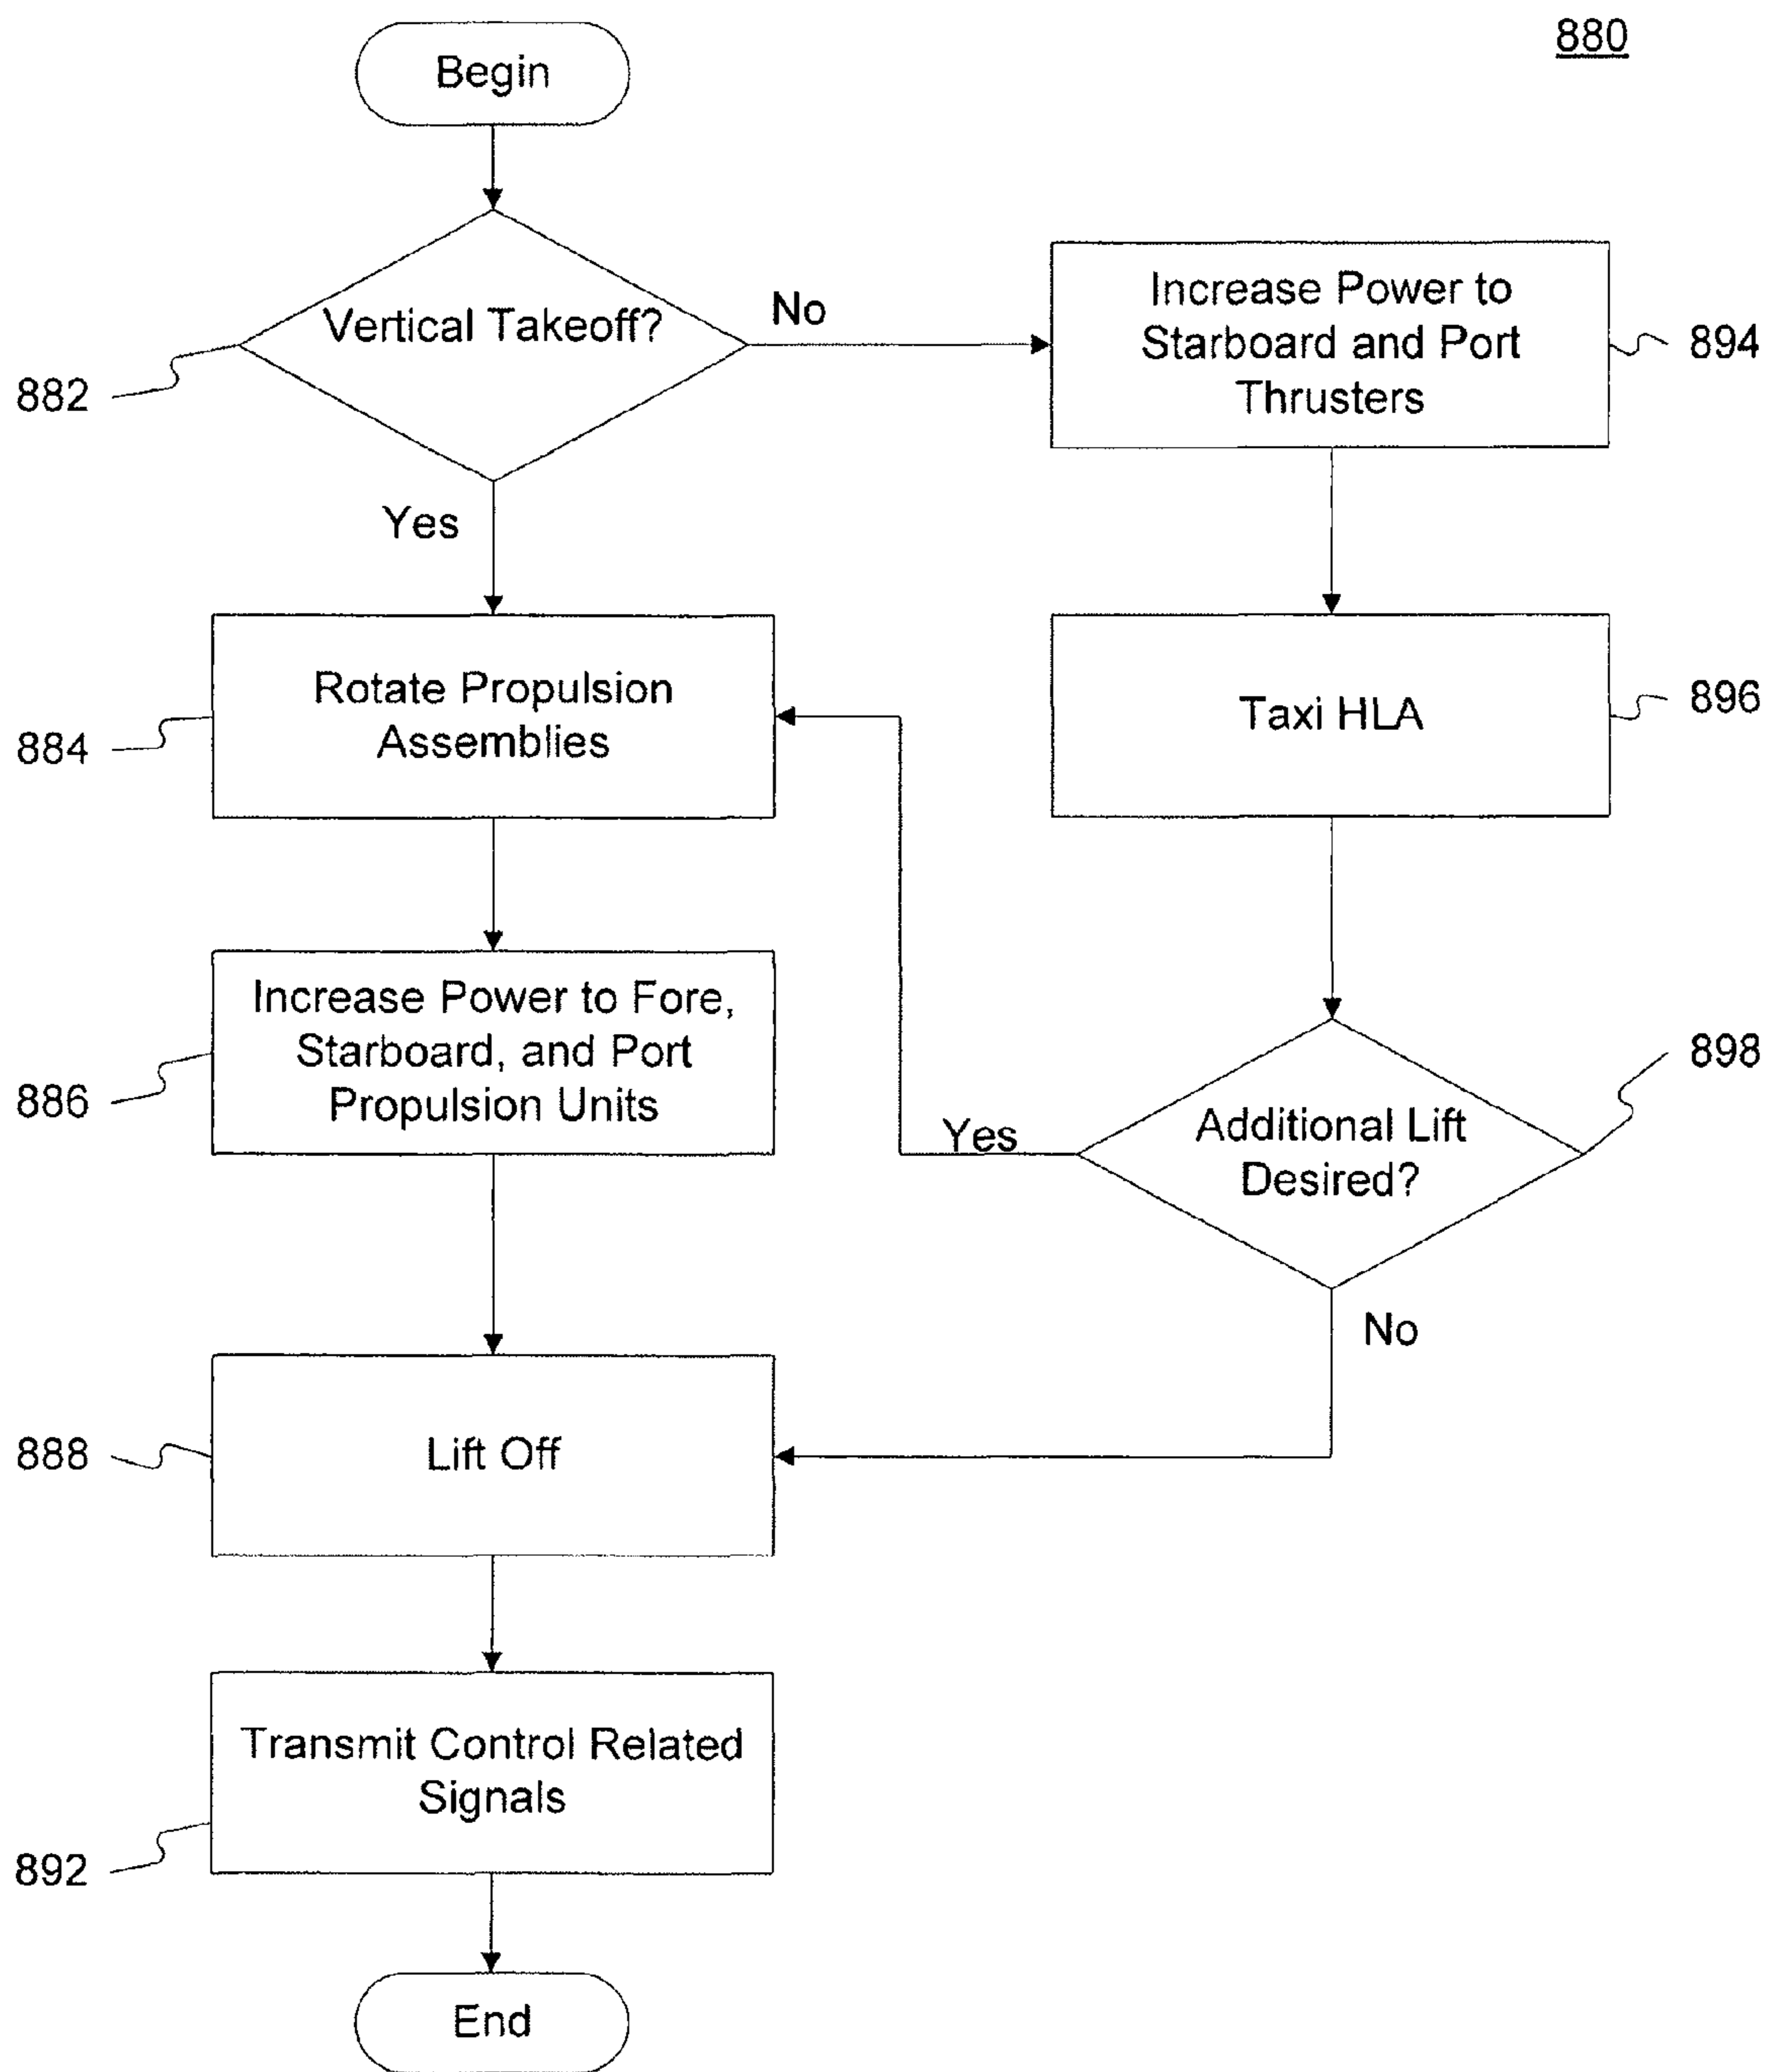 880
Begin
Vertical Takeoff?
882
No
Yes
Increase Power to
Starboard and Port
Thrusters
894
Rotate Propulsion
Assemblies
884
Taxi HLA
896
Increase Power to Fore,
Starboard, and Port
Propulsion Units
886
Additional Lift
Desired?
898
Yes
No
Lift Off
888
Transmit Control Related
Signals
892
End